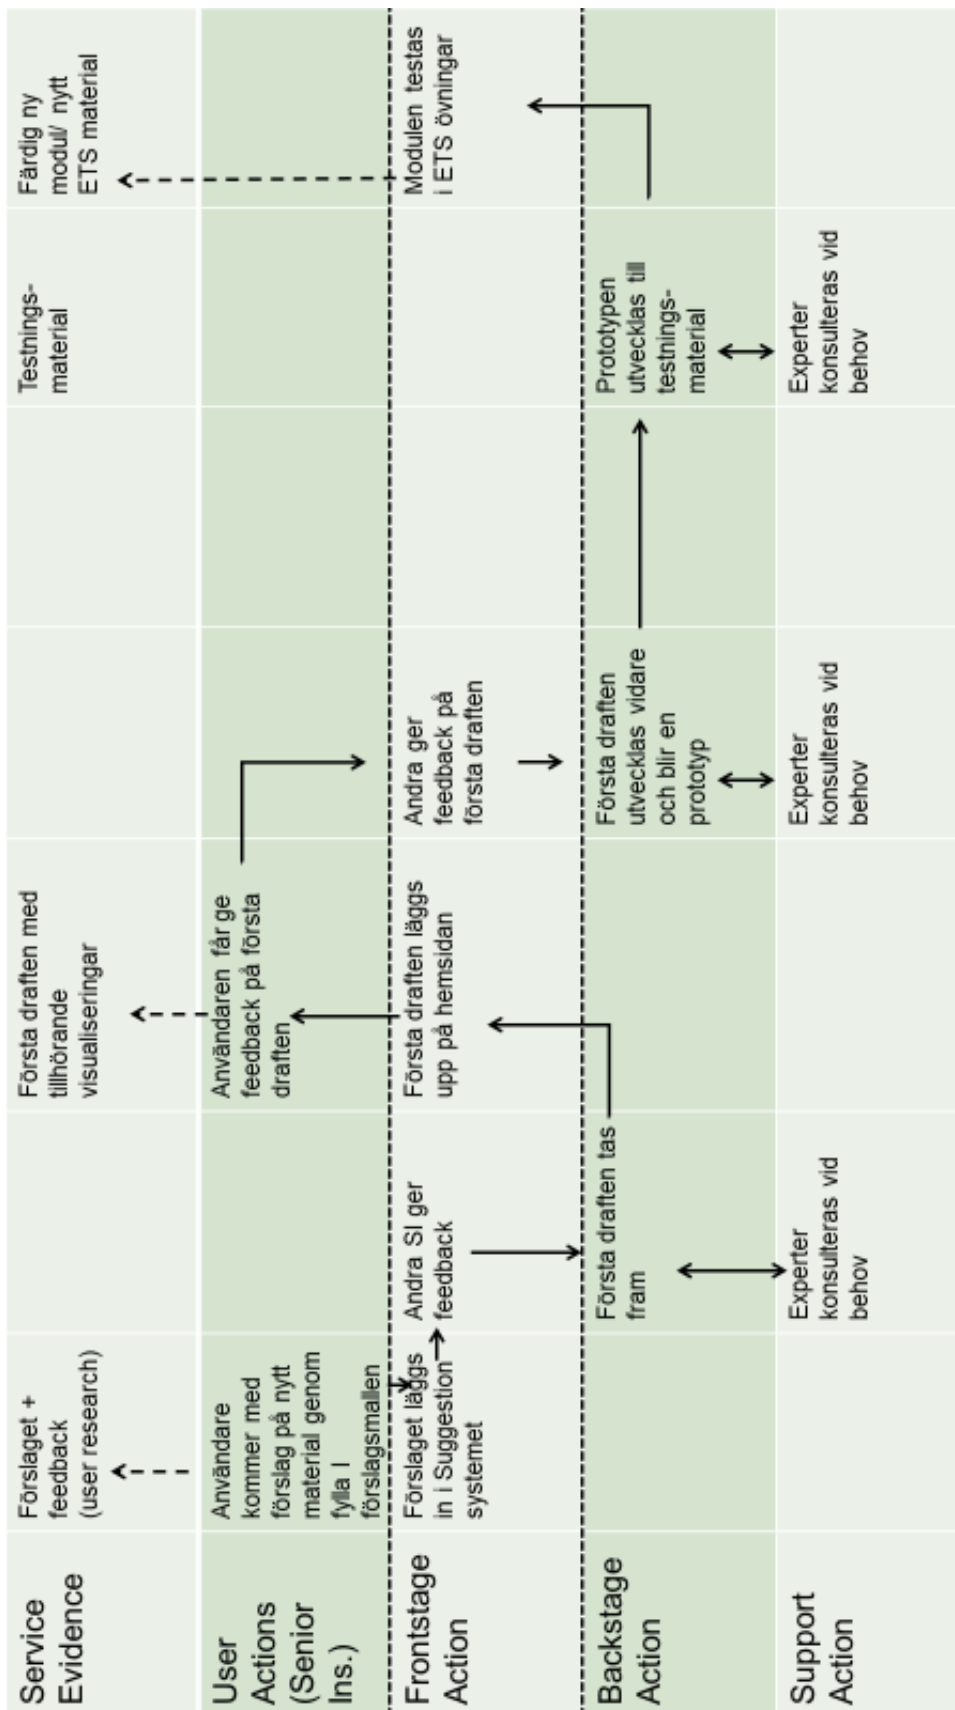 Service
Evidence
Förslaget +
feedback
(user research)
Första draften med
tillhörande
visualiseringar
Testnings-
material
Färdig ny
modul/ nytt
ETS material
User
Actions
(Senior
Ins.)
Användare
kommer med
förslag på nytt
material genom
fylla I
förslagsmallen
Användaren får ge
feedback på första
draften
Frontstage
Action
Förslaget läggs
in i Suggestion
systemet
Andra SI ger
feedback
Första draften läggs
upp på hemsidan
Andra ger
feedback på
första draften
Modulen testas
i ETS övningar
Backstage
Action
Första draften tas
fram
Första draften
utvecklas vidare
och blir en
prototyp
Prototypen
utvecklas till
testnings-
material
Support
Action
Experter
konsulteras vid
behov
Experter
konsulteras vid
behov
Experter
konsulteras vid
behov